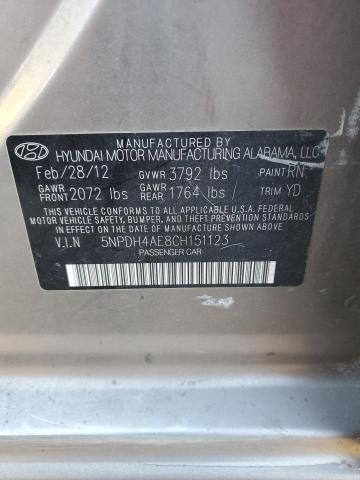 MANUFACTURED BY
HYUNDAI MOTOR MANUFACTURING ALABAMA, LLC
Feb/28/12 GVWR 3792 lbs PAINT RN
GAWR FRONT 2072 lbs GAWR REAR 1764 lbs TRIM YD
THIS VEHICLE CONFORMS TO ALL APPLICABLE U.S.A. FEDERAL
MOTOR VEHICLE SAFETY, BUMPER, AND THEFT PREVENTION
STANDARDS IN EFFECT ON THE DATE OF MANUFACTURE SHOWN ABOVE.
V.I.N 5NPDH4AE8CH151123
PASSENGER CAR